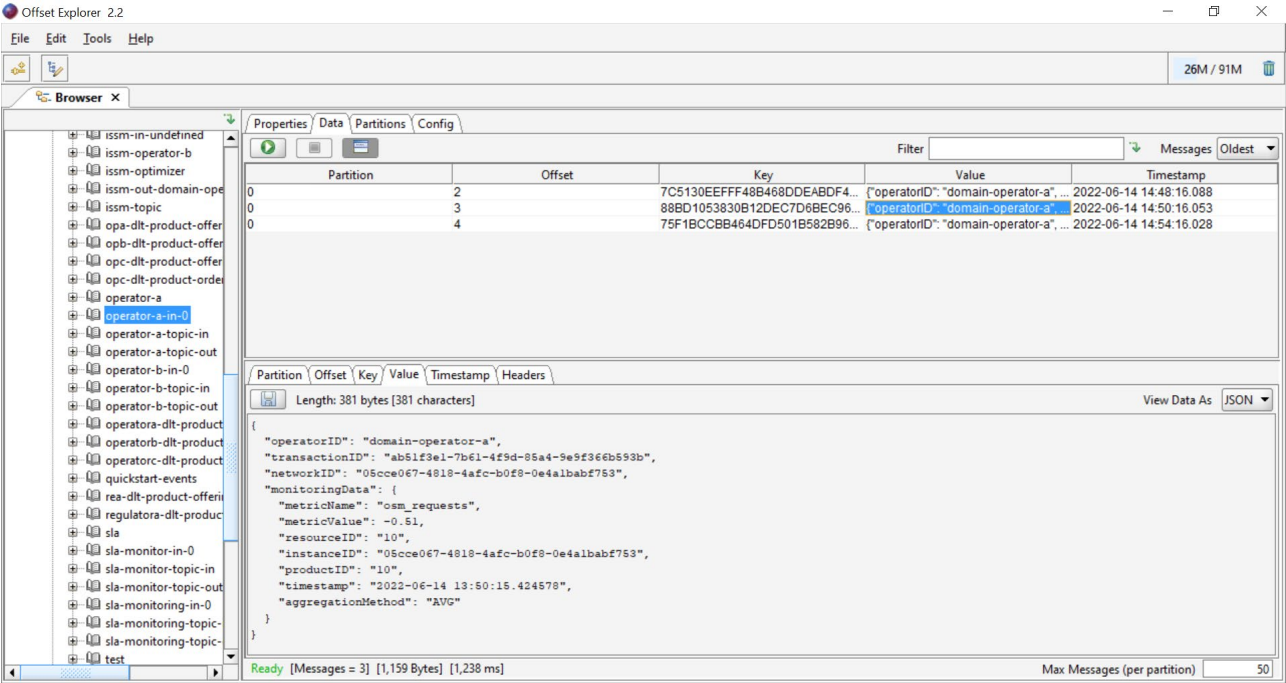 Offset Explorer 2.2
File Edit Tools Help
26M / 91M
Browser X
issm-in-undefined
issm-operator-b
issm-optimizer
issm-out-domain-ope
issm-topic
opa-dlt-product-offer
opb-dlt-product-offer
opc-dlt-product-offer
opc-dlt-product-order
operator-a
operator-a-in-0
operator-a-topic-in
operator-a-topic-out
operator-b-in-0
operator-b-topic-in
operator-b-topic-out
operatora-dlt-product
operatorb-dlt-product
operatorc-dlt-product
quickstart-events
rea-dlt-product-offerin
regulatora-dlt-produc
sla
sla-monitor-in-0
sla-monitor-topic-in
sla-monitor-topic-out
sla-monitoring-in-0
sla-monitoring-topic-
sla-monitoring-topic-
test
Properties Data Partitions Config
Filter Messages Oldest
Partition Offset Key Value Timestamp
0 2 7C5130EEFFF48B468DDEABDF4... {"operatorID": "domain-operator-a", ... 2022-06-14 14:48:16.088
0 3 88BD1053830B12DEC7D6BEC96... {"operatorID": "domain-operator-a", ... 2022-06-14 14:50:16.053
0 4 75F1BCCBB464DFD501B582B96... {"operatorID": "domain-operator-a", ... 2022-06-14 14:54:16.028
Partition Offset Key Value Timestamp Headers
Length: 381 bytes [381 characters] View Data As JSON
{
"operatorID": "domain-operator-a",
"transactionID": "ab51f3e1-7b61-4f9d-85a4-9e9f366b593b",
"networkID": "05cce067-4818-4afc-b0f8-0e4a1babf753",
"monitoringData": {
"metricName": "osm_requests",
"metricValue": -0.51,
"resourceID": "10",
"instanceID": "05cce067-4818-4afc-b0f8-0e4a1babf753",
"productID": "10",
"timestamp": "2022-06-14 13:50:15.424578",
"aggregationMethod": "AVG"
}
}
Ready [Messages = 3] [1,159 Bytes] [1,238 ms] Max Messages (per partition) 50